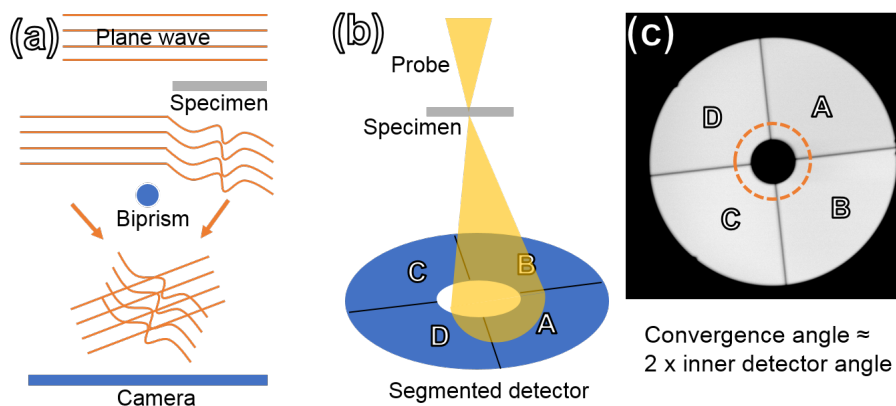 (a)
Plane wave
Specimen
Biprism
Camera
(b)
Probe
Specimen
C
B
D
A
Segmented detector
(c)
D
A
C
B
Convergence angle ≈
2 x inner detector angle